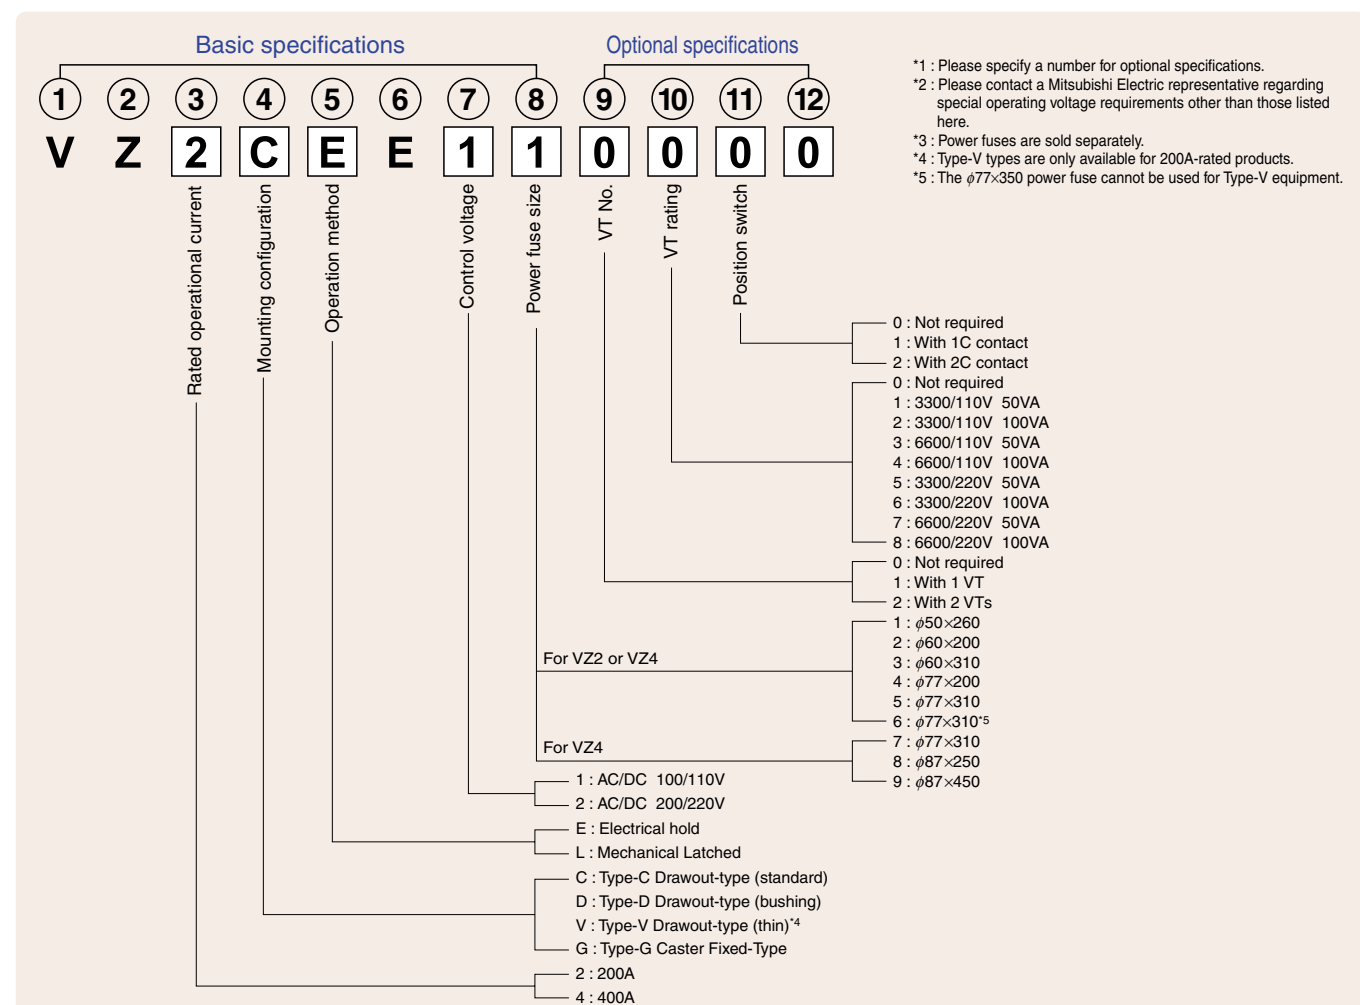 Basic specifications
Optional specifications
1 2 3 4 5 6 7 8 9 10 11 12
V Z 2 C E E 1 1 0 0 0 0
*1 : Please specify a number for optional specifications.
*2 : Please contact a Mitsubishi Electric representative regarding
special operating voltage requirements other than those listed
here.
*3 : Power fuses are sold separately.
*4 : Type-V types are only available for 200A-rated products.
*5 : The ϕ77×350 power fuse cannot be used for Type-V equipment.
Rated operational current
Mounting configuration
Operation method
Control voltage
Power fuse size
VT No.
VT rating
Position switch
0 : Not required
1 : With 1C contact
2 : With 2C contact
0 : Not required
1 : 3300/110V 50VA
2 : 3300/110V 100VA
3 : 6600/110V 50VA
4 : 6600/110V 100VA
5 : 3300/220V 50VA
6 : 3300/220V 100VA
7 : 6600/220V 50VA
8 : 6600/220V 100VA
0 : Not required
1 : With 1 VT
2 : With 2 VTs
For VZ2 or VZ4
1 : ϕ50×260
2 : ϕ60×200
3 : ϕ60×310
4 : ϕ77×200
5 : ϕ77×310
6 : ϕ77×310*5
For VZ4
7 : ϕ77×310
8 : ϕ87×250
9 : ϕ87×450
1 : AC/DC 100/110V
2 : AC/DC 200/220V
E : Electrical hold
L : Mechanical Latched
C : Type-C Drawout-type (standard)
D : Type-D Drawout-type (bushing)
V : Type-V Drawout-type (thin)*4
G : Type-G Caster Fixed-Type
2 : 200A
4 : 400A